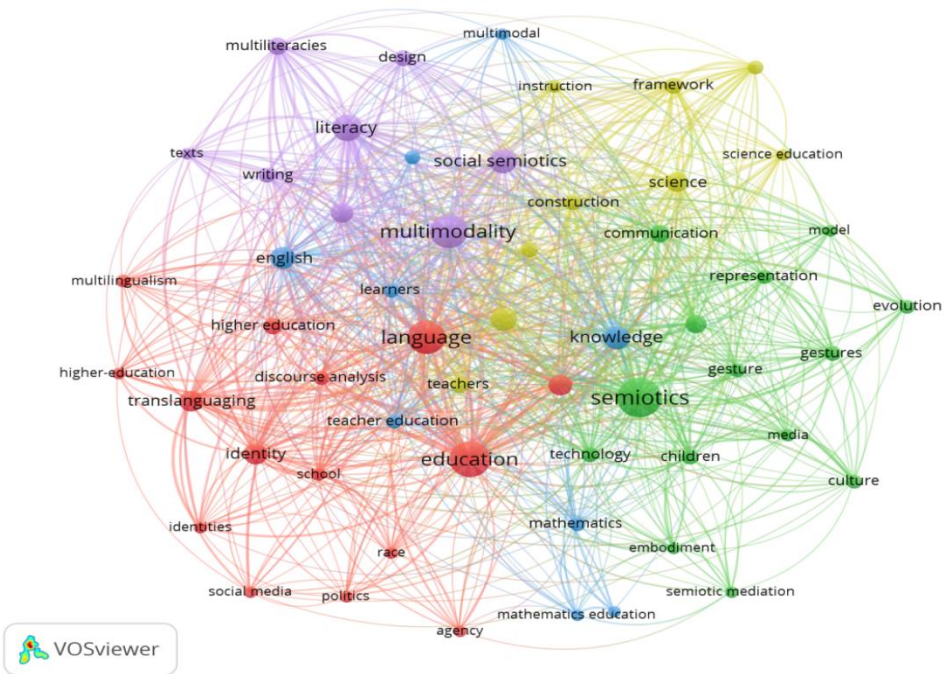 multimodal
multiliteracies
design
instruction
framework
literacy
social semiotics
science education
texts
writing
science
construction
multimodality
communication
model
english
multilingualism
learners
representation
evolution
higher education
language
knowledge
gestures
higher-education
discourse analysis
teachers
gesture
translanguaging
semiotics
teacher education
media
identity
education
technology
children
school
culture
identities
mathematics
race
embodiment
social media
politics
semiotic mediation
mathematics education
agency
VOSviewer